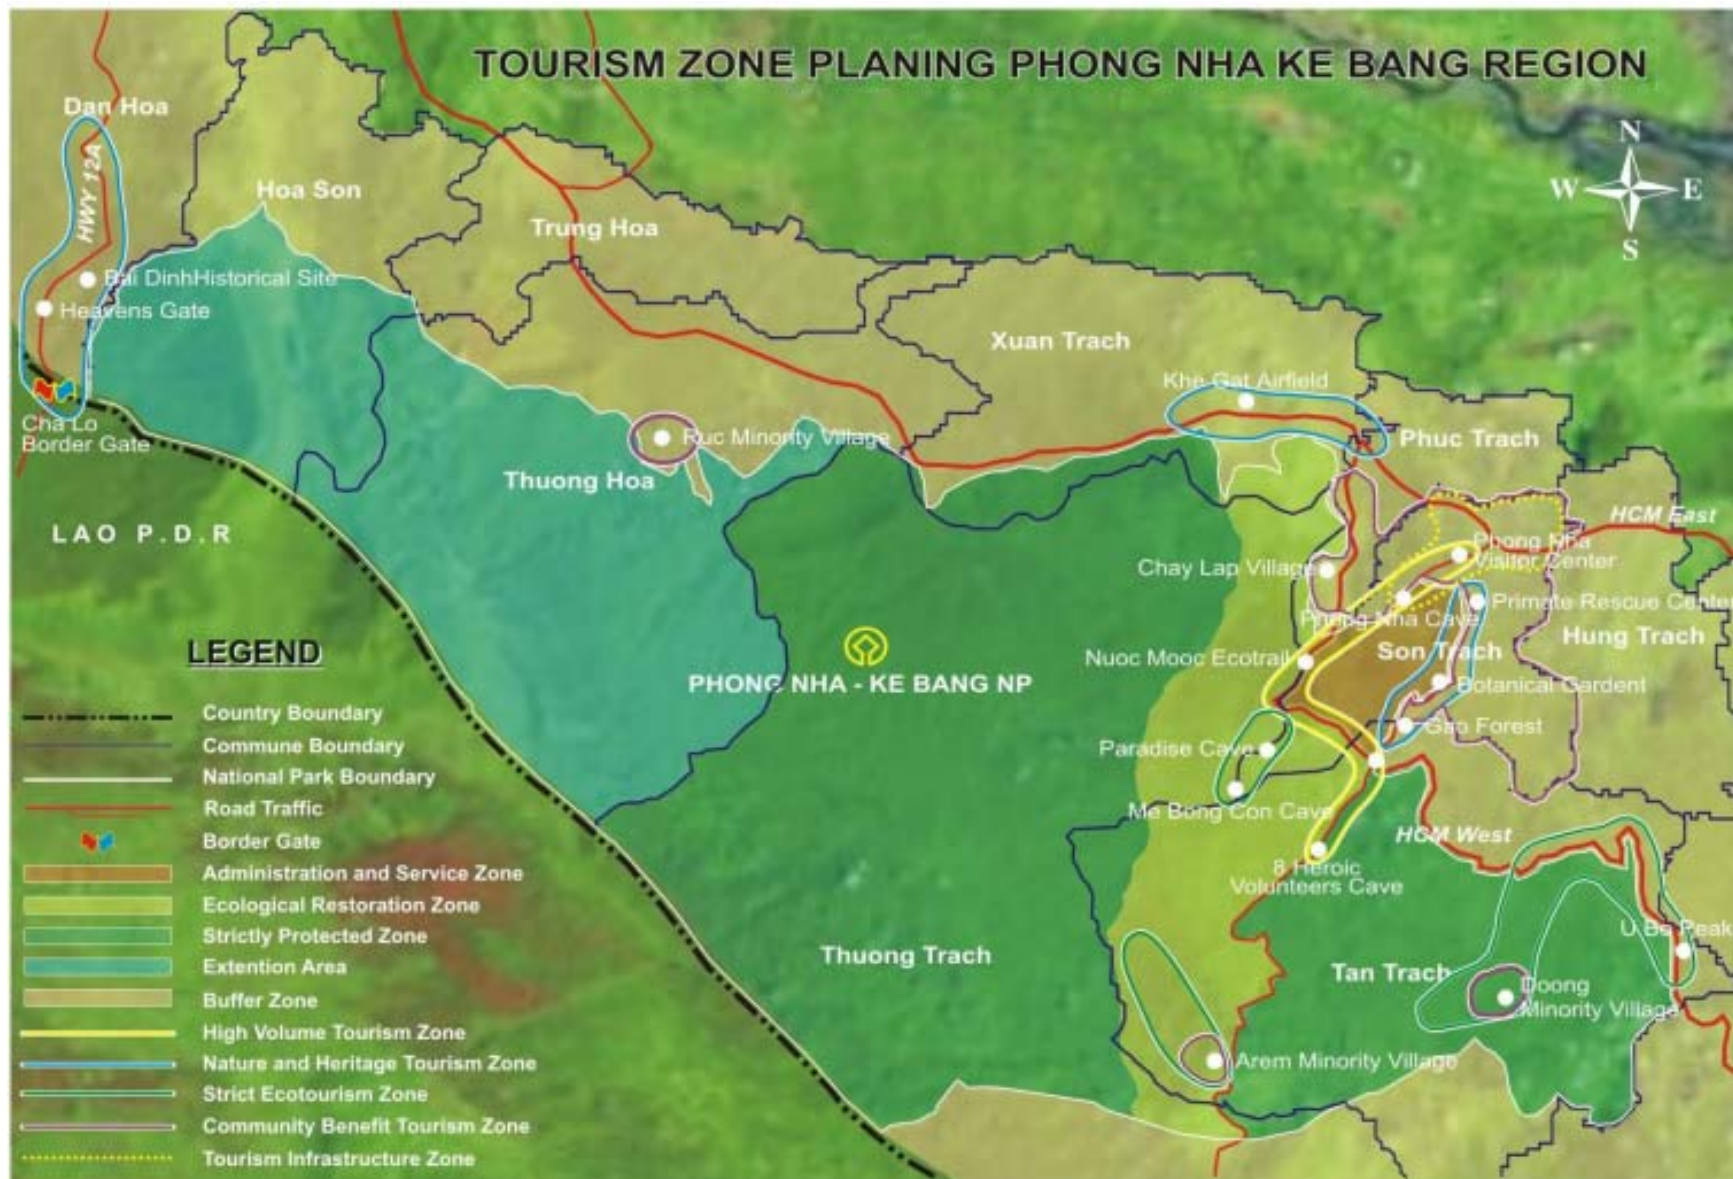 TOURISM ZONE PLANING PHONG NHA KE BANG REGION
N
W
E
S
Dan Hoa
HWY 12A
Hoa Son
Trung Hoa
Bai DinhHistorical Site
Heavens Gate
Cha Lo
Border Gate
Xuan Trach
Khe Gat Airfield
Phuc Trach
Ruc Minority Village
Thuong Hoa
LAO P.D.R
HCM East
Phong Nha
Visitor Center
Chay Lap Village
Phong Nha Cave
Primate Rescue Center
Hung Trach
Son Trach
Nuoc Mooc Ecotrail
PHONG NHA - KE BANG NP
Botanical Gardent
Gao Forest
Paradise Cave
Me Bong Con Cave
HCM West
8 Heroic
Volunteers Cave
U Bo Peak
Thuong Trach
Tan Trach
Doong
Minority Village
Arem Minority Village
LEGEND
Country Boundary
Commune Boundary
National Park Boundary
Road Traffic
Border Gate
Administration and Service Zone
Ecological Restoration Zone
Strictly Protected Zone
Extention Area
Buffer Zone
High Volume Tourism Zone
Nature and Heritage Tourism Zone
Strict Ecotourism Zone
Community Benefit Tourism Zone
Tourism Infrastructure Zone